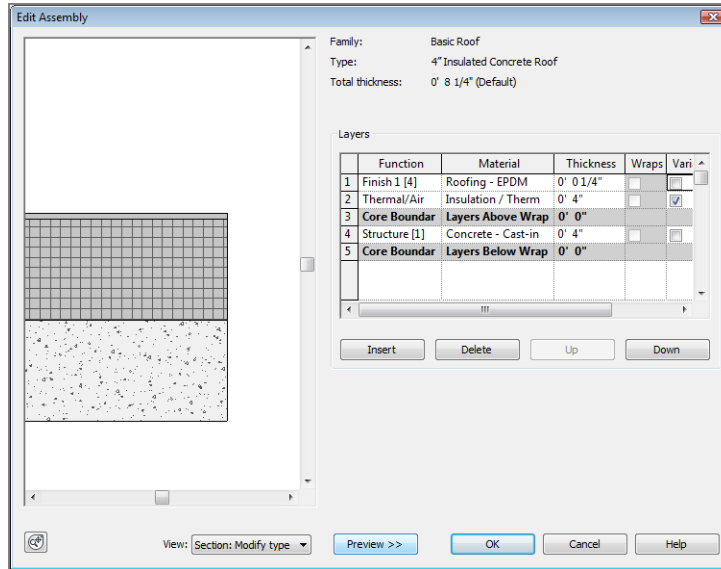 Edit Assembly
Family: Basic Roof
Type: 4" Insulated Concrete Roof
Total thickness: 0' 8 1/4" (Default)
Layers
Function Material Thickness Wraps Vari
1 Finish 1 [4] Roofing - EPDM 0' 0 1/4"
2 Thermal/Air Insulation / Therm 0' 4"
3 Core Boundar Layers Above Wrap 0' 0"
4 Structure [1] Concrete - Cast-in 0' 4"
5 Core Boundar Layers Below Wrap 0' 0"
Insert Delete Up Down
View: Section: Modify type Preview >> OK Cancel Help